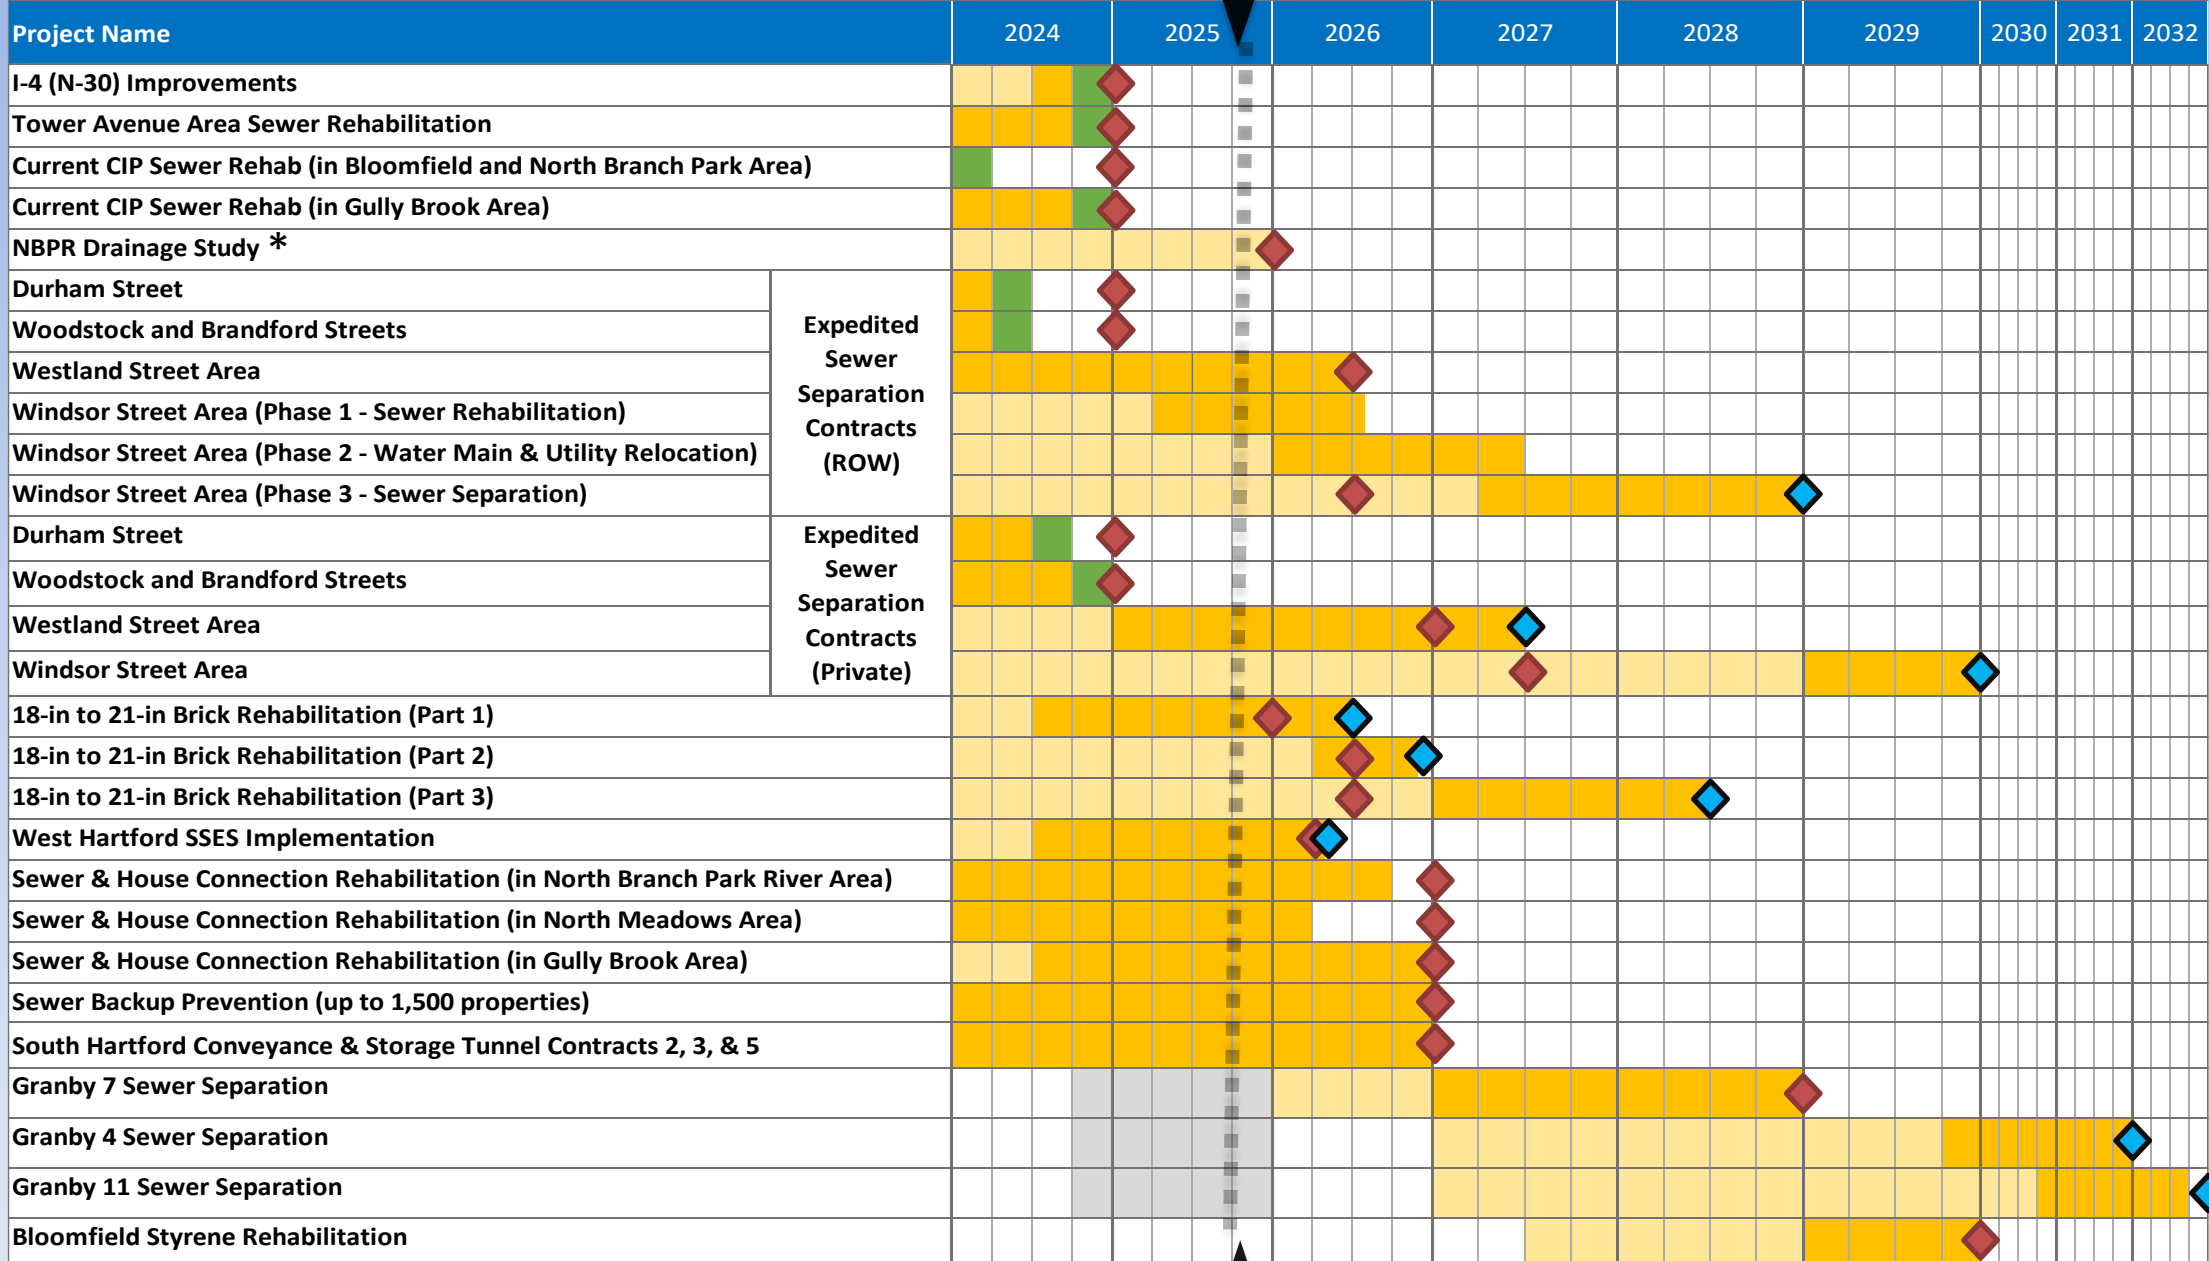 Project Name 2024 2025 2026 2027 2028 2029 2030 2031 2032
I-4 (N-30) Improvements
Tower Avenue Area Sewer Rehabilitation
Current CIP Sewer Rehab (in Bloomfield and North Branch Park Area)
Current CIP Sewer Rehab (in Gully Brook Area)
NBPR Drainage Study *
Durham Street
Woodstock and Brandford Streets
Westland Street Area
Windsor Street Area (Phase 1 - Sewer Rehabilitation)
Windsor Street Area (Phase 2 - Water Main & Utility Relocation)
Windsor Street Area (Phase 3 - Sewer Separation)
Expedited
Sewer
Separation
Contracts
(ROW)
Durham Street
Woodstock and Brandford Streets
Westland Street Area
Windsor Street Area
Expedited
Sewer
Separation
Contracts
(Private)
18-in to 21-in Brick Rehabilitation (Part 1)
18-in to 21-in Brick Rehabilitation (Part 2)
18-in to 21-in Brick Rehabilitation (Part 3)
West Hartford SSES Implementation
Sewer & House Connection Rehabilitation (in North Branch Park River Area)
Sewer & House Connection Rehabilitation (in North Meadows Area)
Sewer & House Connection Rehabilitation (in Gully Brook Area)
Sewer Backup Prevention (up to 1,500 properties)
South Hartford Conveyance & Storage Tunnel Contracts 2, 3, & 5
Granby 7 Sewer Separation
Granby 4 Sewer Separation
Granby 11 Sewer Separation
Bloomfield Styrene Rehabilitation